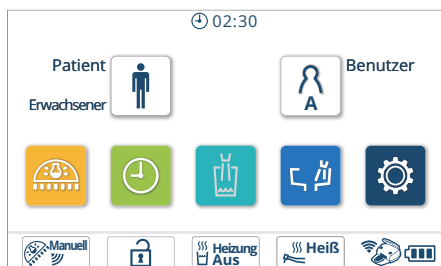 02:30
Patient
Erwachsener
Benutzer
A
Manuell
Heizung
Aus
Heiß